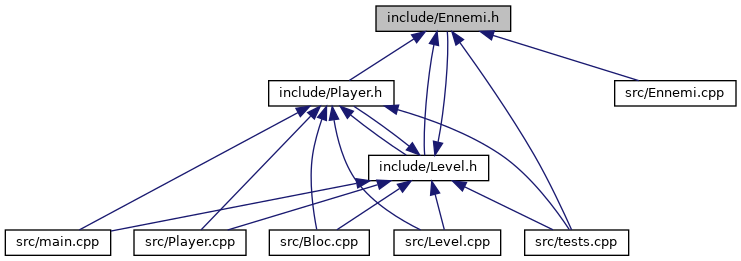 include/Ennemi.h
include/Player.h
src/Ennemi.cpp
include/Level.h
src/main.cpp
src/Player.cpp
src/Bloc.cpp
src/Level.cpp
src/tests.cpp